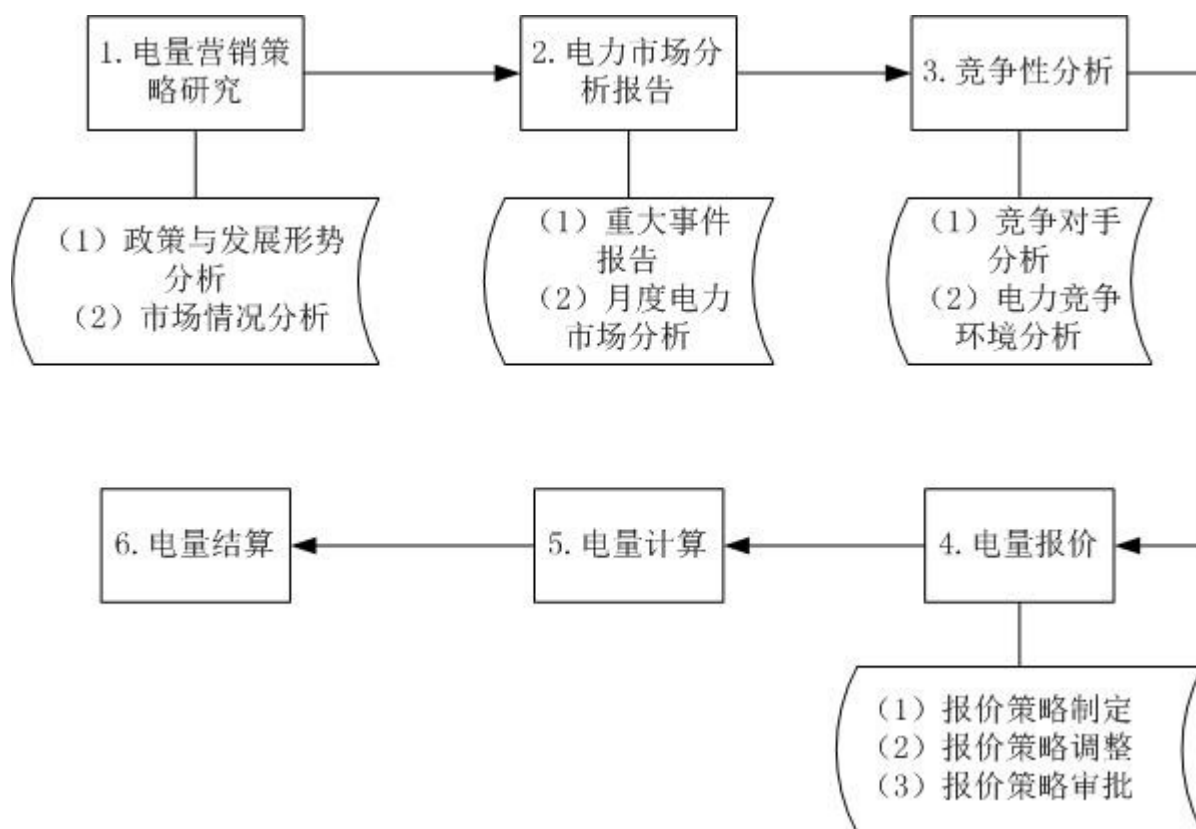 1.电量营销策
略研究
2.电力市场分
析报告
3.竞争性分析
（1）政策与发展形势
分析
（2）市场情况分析
（1）重大事件
报告
（2）月度电力
市场分析
（1）竞争对手
分析
（2）电力竞争
环境分析
6.电量结算
5.电量计算
4.电量报价
（1）报价策略制定
（2）报价策略调整
（3）报价策略审批